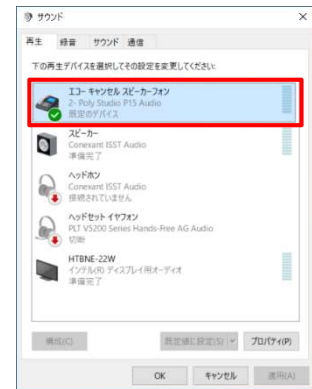 サウンド
再生 録音 サウンド 通信
下の再生デバイスを選択してその設定を変更してください:
エコー キャンセル スピーカーフォン
2- Poly Studio P15 Audio
既定のデバイス
スピーカー
Conexant ISST Audio
準備完了
ヘッドホン
Conexant ISST Audio
接続されていません
ヘッドセット イヤフォン
PLT V5200 Series Hands-Free AG Audio
切断
HTBNE-22W
インテル(R) ディスプレイ用オーディオ
準備完了
構成(C) 既定値に設定(S) プロパティ(P)
OK キャンセル 適用(A)